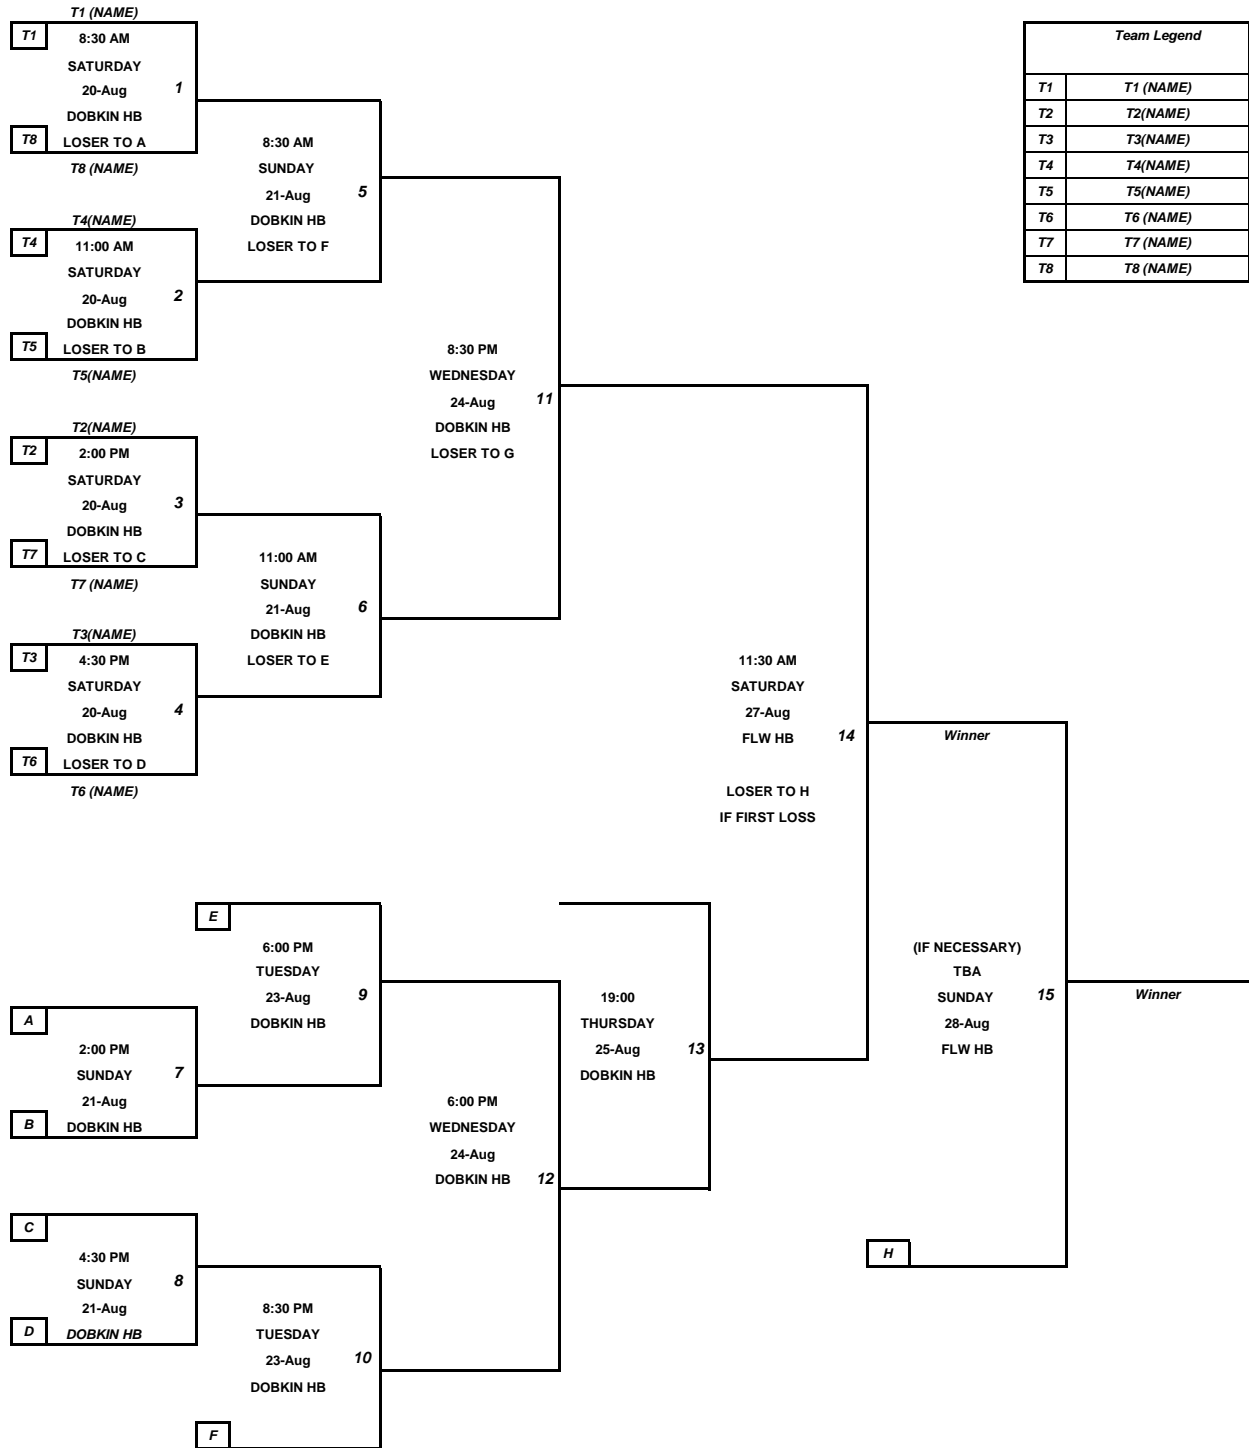 T1 (NAME)
T1
8:30 AM
SATURDAY
20-Aug
1
DOBKIN HB
T8
LOSER TO A
T8 (NAME)
8:30 AM
SUNDAY
21-Aug
5
DOBKIN HB
LOSER TO F
T4(NAME)
T4
11:00 AM
SATURDAY
20-Aug
2
DOBKIN HB
T5
LOSER TO B
T5(NAME)
8:30 PM
WEDNESDAY
24-Aug
11
DOBKIN HB
LOSER TO G
T2(NAME)
T2
2:00 PM
SATURDAY
20-Aug
3
DOBKIN HB
T7
LOSER TO C
T7 (NAME)
11:00 AM
SUNDAY
21-Aug
6
DOBKIN HB
LOSER TO E
T3(NAME)
T3
4:30 PM
SATURDAY
20-Aug
4
DOBKIN HB
T6
LOSER TO D
T6 (NAME)
11:30 AM
SATURDAY
27-Aug
FLW HB
14
LOSER TO H
IF FIRST LOSS
Winner
Team Legend
T1 T1 (NAME)
T2 T2(NAME)
T3 T3(NAME)
T4 T4(NAME)
T5 T5(NAME)
T6 T6 (NAME)
T7 T7 (NAME)
T8 T8 (NAME)
E
6:00 PM
TUESDAY
23-Aug
9
DOBKIN HB
A
2:00 PM
SUNDAY
7
21-Aug
B
DOBKIN HB
19:00
THURSDAY
25-Aug
13
DOBKIN HB
6:00 PM
WEDNESDAY
24-Aug
DOBKIN HB
12
(IF NECESSARY)
TBA
SUNDAY
15
28-Aug
FLW HB
Winner
H
C
4:30 PM
SUNDAY
8
21-Aug
D
DOBKIN HB
8:30 PM
TUESDAY
23-Aug
10
DOBKIN HB
F